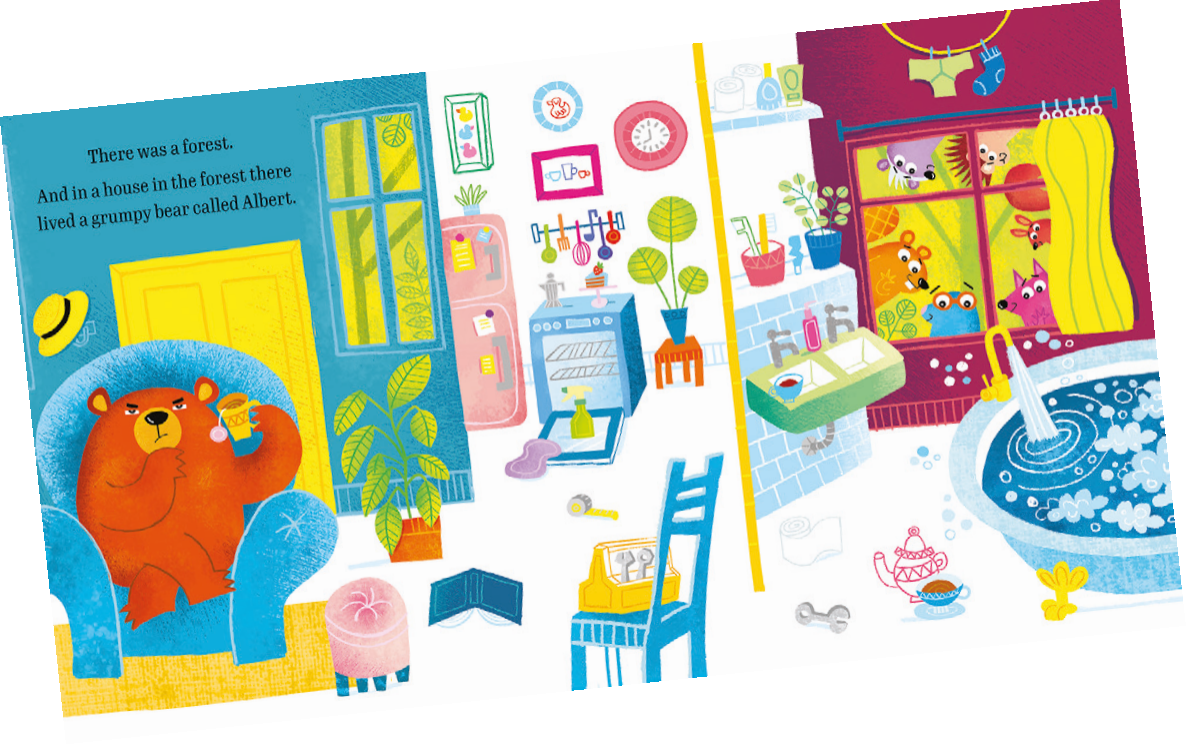 There was a forest.
And in a house in the forest there
lived a grumpy bear called Albert.